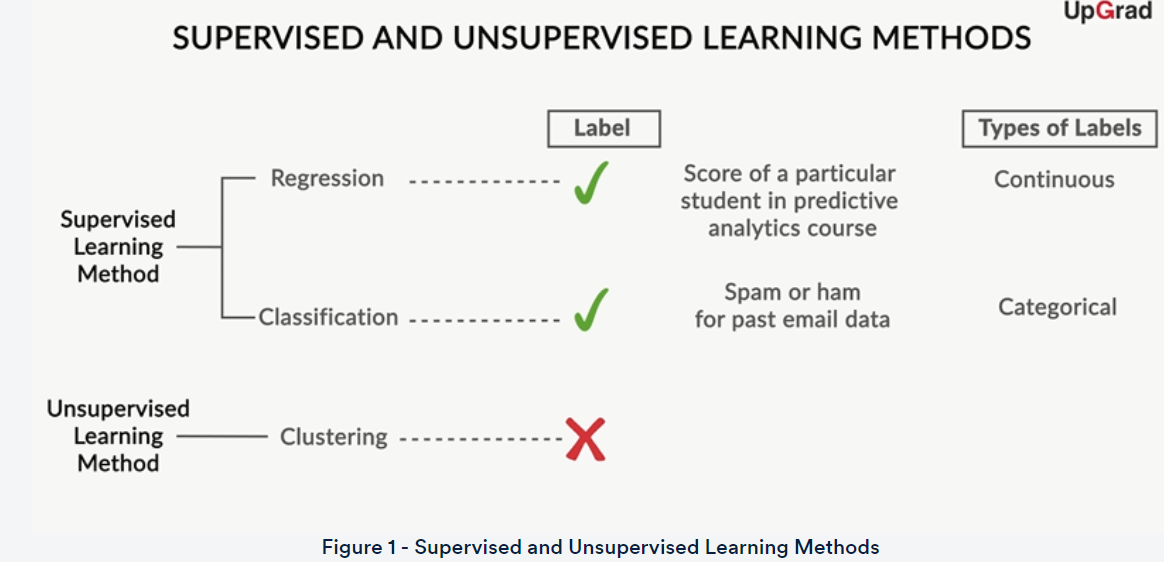 UpGrad
SUPERVISED AND UNSUPERVISED LEARNING METHODS
Label
Types of Labels
Supervised
Learning
Method
Regression
Score of a particular
student in predictive
analytics course
Continuous
Classification
Spam or ham
for past email data
Categorical
Unsupervised
Learning
Method
Clustering
Figure 1 - Supervised and Unsupervised Learning Methods